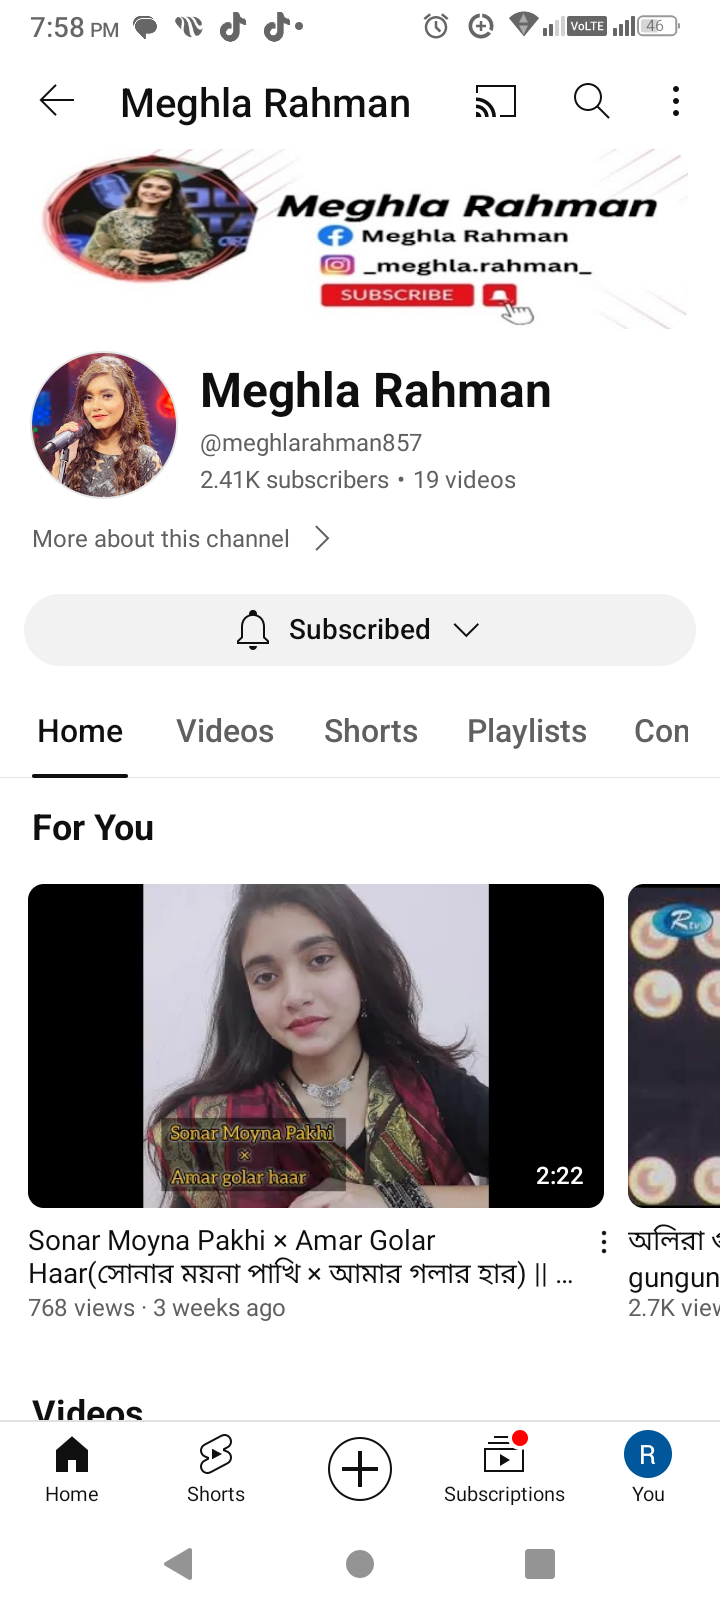 7:58 PM
VoLTE
46
Meghla Rahman
Meghla Rahman
Meghla Rahman
_meghla.rahman_
SUBSCRIBE
Meghla Rahman
@meghlarahman857
2.41K subscribers • 19 videos
More about this channel
Subscribed
Home Videos Shorts Playlists Con
For You
Sonar Moyna Pakhi
×
Amar golar haar
2:22
Rtv
Sonar Moyna Pakhi × Amar Golar
Haar(সোনার ময়না পাখি × আমার গলার হার) || ...
768 views · 3 weeks ago
অলিরা
gungun
2.7K view
Videos
R
Home Shorts Subscriptions You